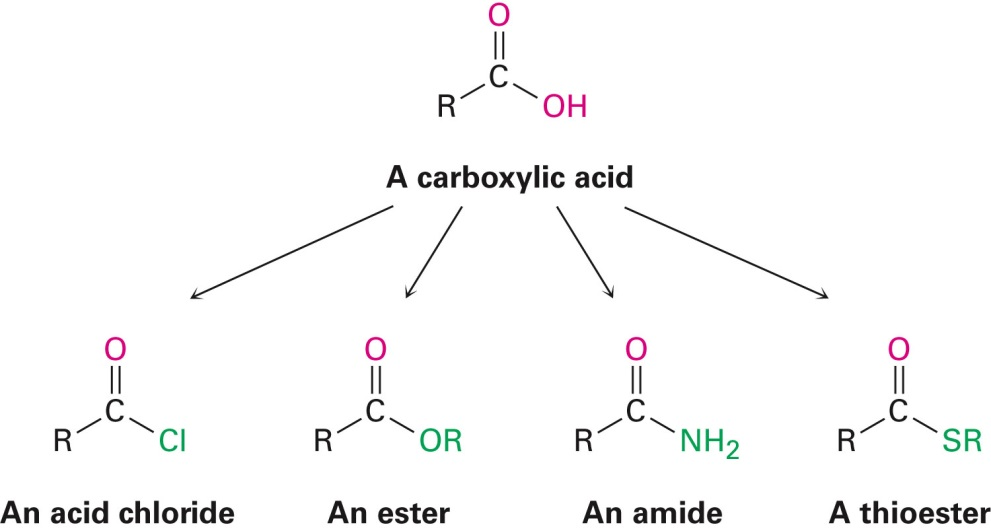 O
C
R OH
A carboxylic acid
O O O O
C C C C
R Cl R OR R NH₂ R SR
An acid chloride An ester An amide A thioester